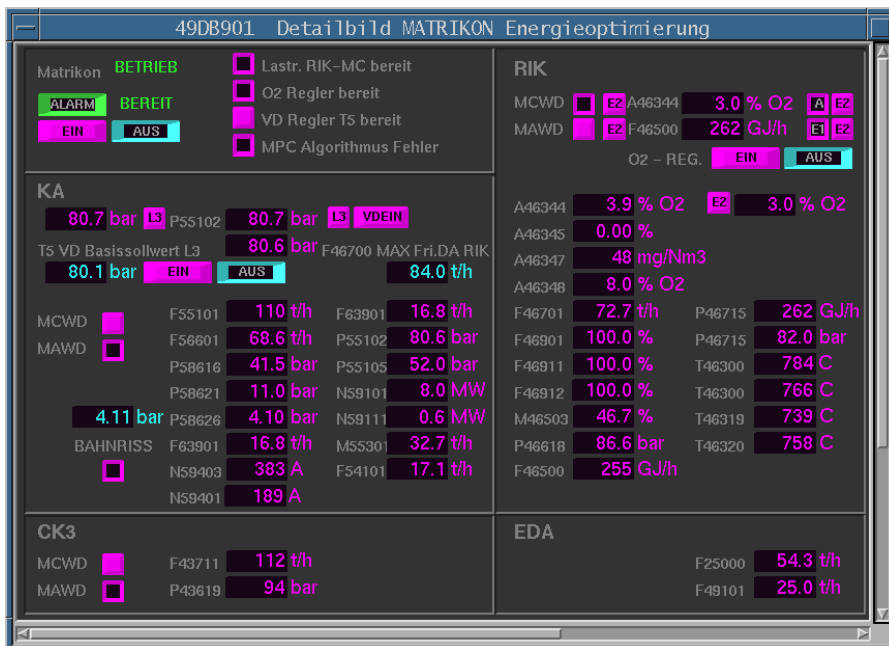 49DB901 Detailbild MATRIKON Energieoptimierung
Matrikon BETRIEB
ALARM BEREIT
EIN AUS
Lastr. RIK-MC bereit
O2 Regler bereit
VD Regler T5 bereit
MPC Algorithmus Fehler
RIK
MCWD E2 A46344 3.0 % O2 A E2
MAWD E2 F46500 262 GJ/h E1 E2
O2 - REG. EIN AUS
KA
80.7 bar L3 P55102 80.7 bar L3 VDEIN
T5 VD Basissollwert L3 80.6 bar F46700 MAX Fri.DA RIK
80.1 bar EIN AUS 84.0 t/h
MCWD
MAWD
F55101 110 t/h F63901 16.8 t/h
F56601 68.6 t/h P55102 80.6 bar
P58616 41.5 bar P55105 52.0 bar
P58621 11.0 bar N59101 8.0 MW
4.11 bar P58626 4.10 bar N59111 0.6 MW
BAHNRISS F63901 16.8 t/h M55301 32.7 t/h
N59403 383 A F54101 17.1 t/h
N59401 189 A
A46344 3.9 % O2 E2 3.0 % O2
A46345 0.00 %
A46347 48 mg/Nm3
A46348 8.0 % O2
F46701 72.7 t/h P46715 262 GJ/h
F46901 100.0 % P46715 82.0 bar
F46911 100.0 % T46300 784 C
F46912 100.0 % T46300 766 C
M46503 46.7 % T46319 739 C
P46618 86.6 bar T46320 758 C
F46500 255 GJ/h
CK3
MCWD F43711 112 t/h
MAWD P43619 94 bar
EDA
F25000 54.3 t/h
F49101 25.0 t/h